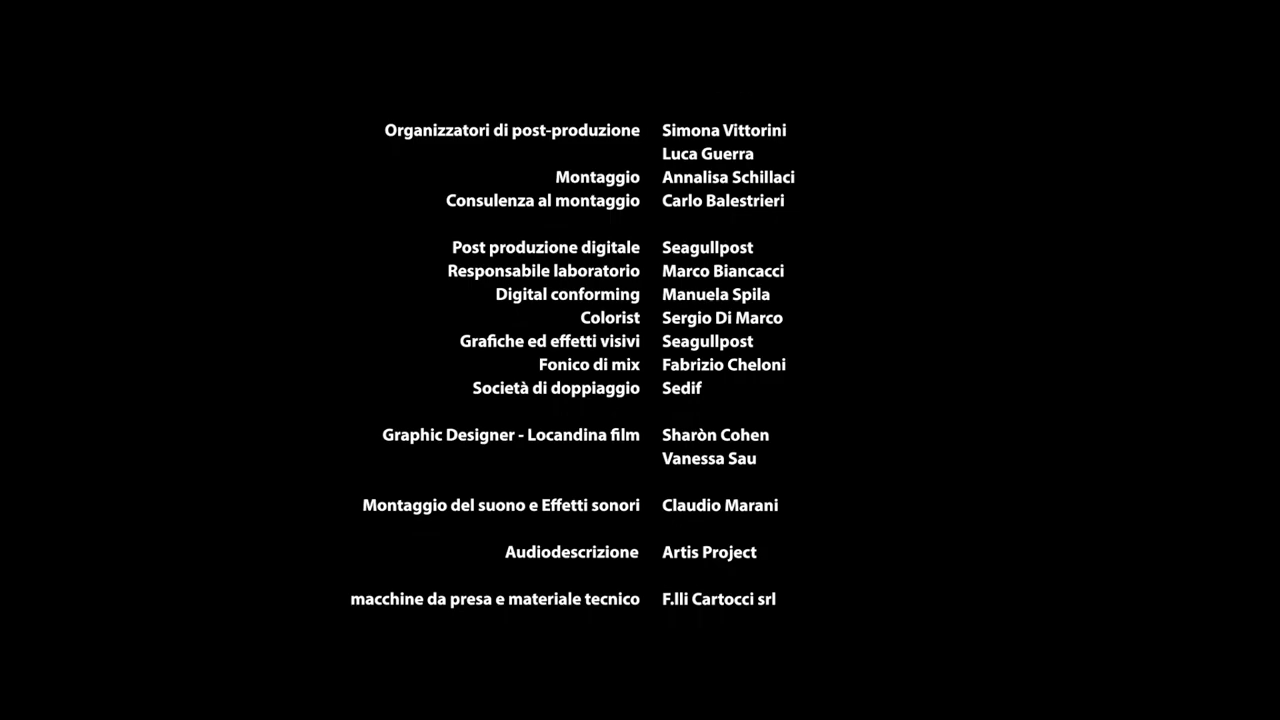 Organizzatori di post-produzione Simona Vittorini
Luca Guerra
Montaggio Annalisa Schillaci
Consulenza al montaggio Carlo Balestrieri
Post produzione digitale Seagullpost
Responsabile laboratorio Marco Biancacci
Digital conforming Manuela Spila
Colorist Sergio Di Marco
Grafiche ed effetti visivi Seagullpost
Fonico di mix Fabrizio Cheloni
Società di doppiaggio Sedif
Graphic Designer - Locandina film Sharòn Cohen
Vanessa Sau
Montaggio del suono e Effetti sonori Claudio Marani
Audiodescrizione Artis Project
macchine da presa e materiale tecnico F.lli Cartocci srl